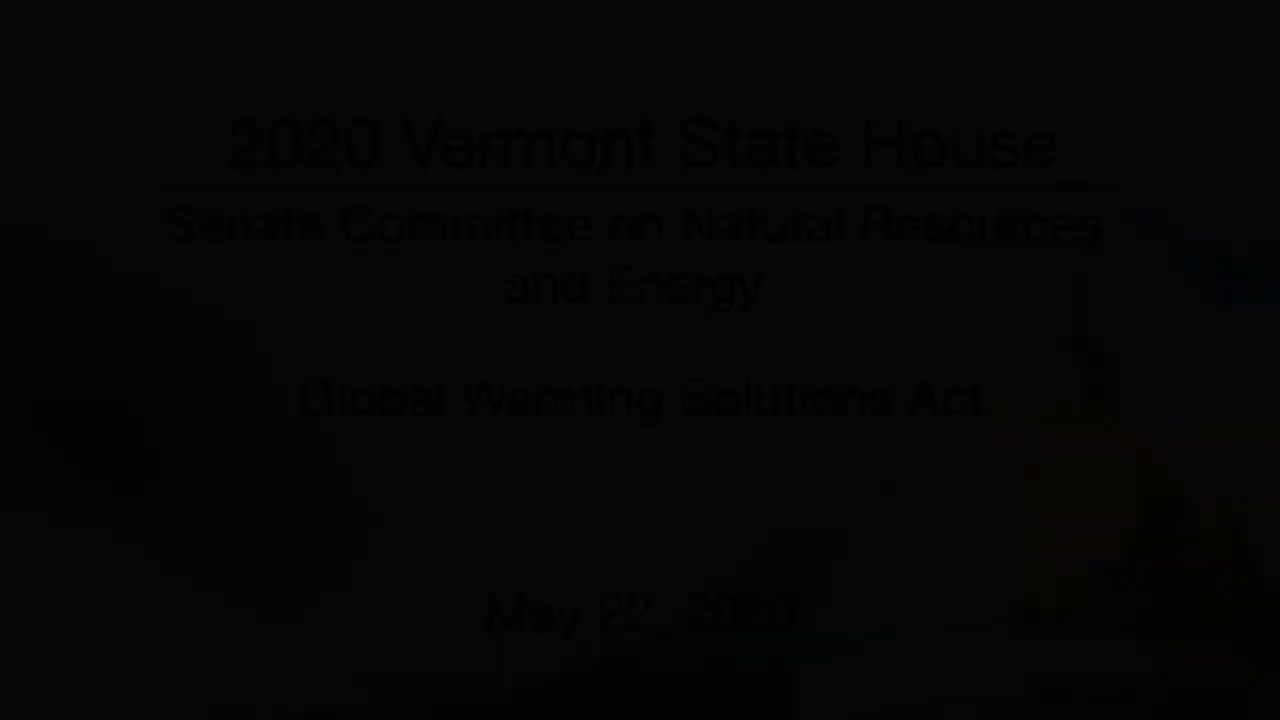 2020 Vermont State House
Senate Committee on Natural Resources
and Energy
Global Warming Solutions Act
May 22, 2020